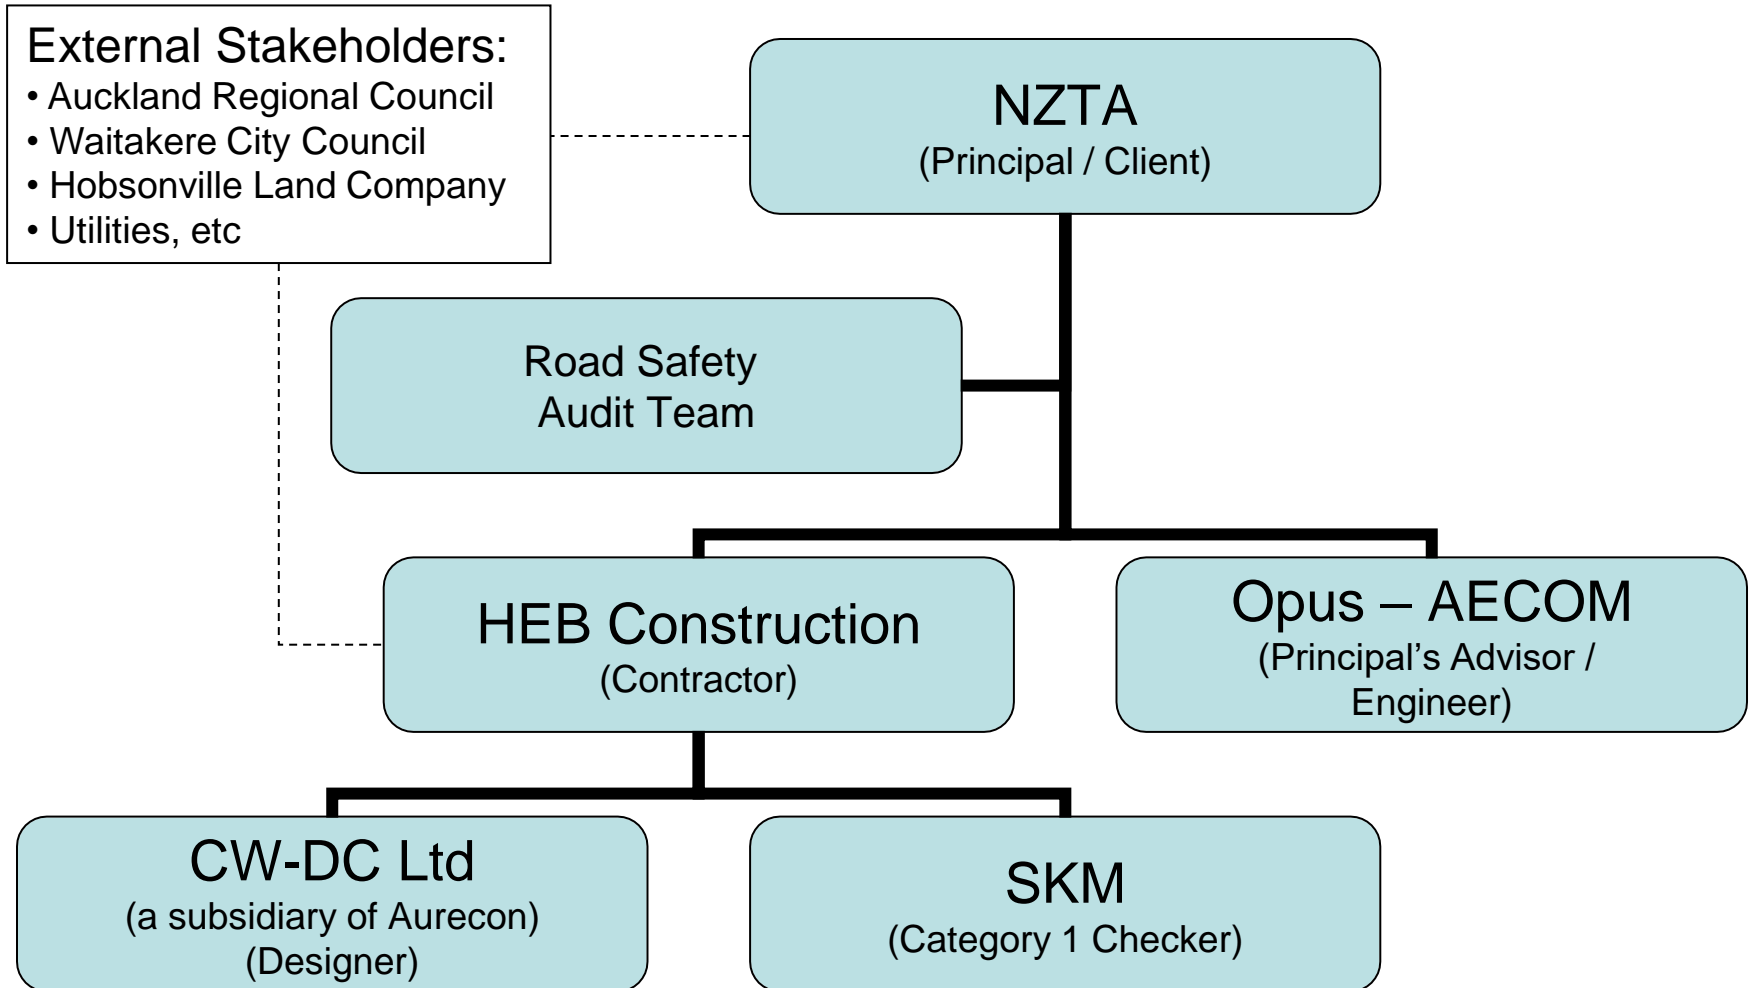 External Stakeholders:
• Auckland Regional Council
• Waitakere City Council
• Hobsonville Land Company
• Utilities, etc
NZTA
(Principal / Client)
Road Safety
Audit Team
HEB Construction
(Contractor)
Opus – AECOM
(Principal’s Advisor /
Engineer)
CW-DC Ltd
(a subsidiary of Aurecon)
(Designer)
SKM
(Category 1 Checker)